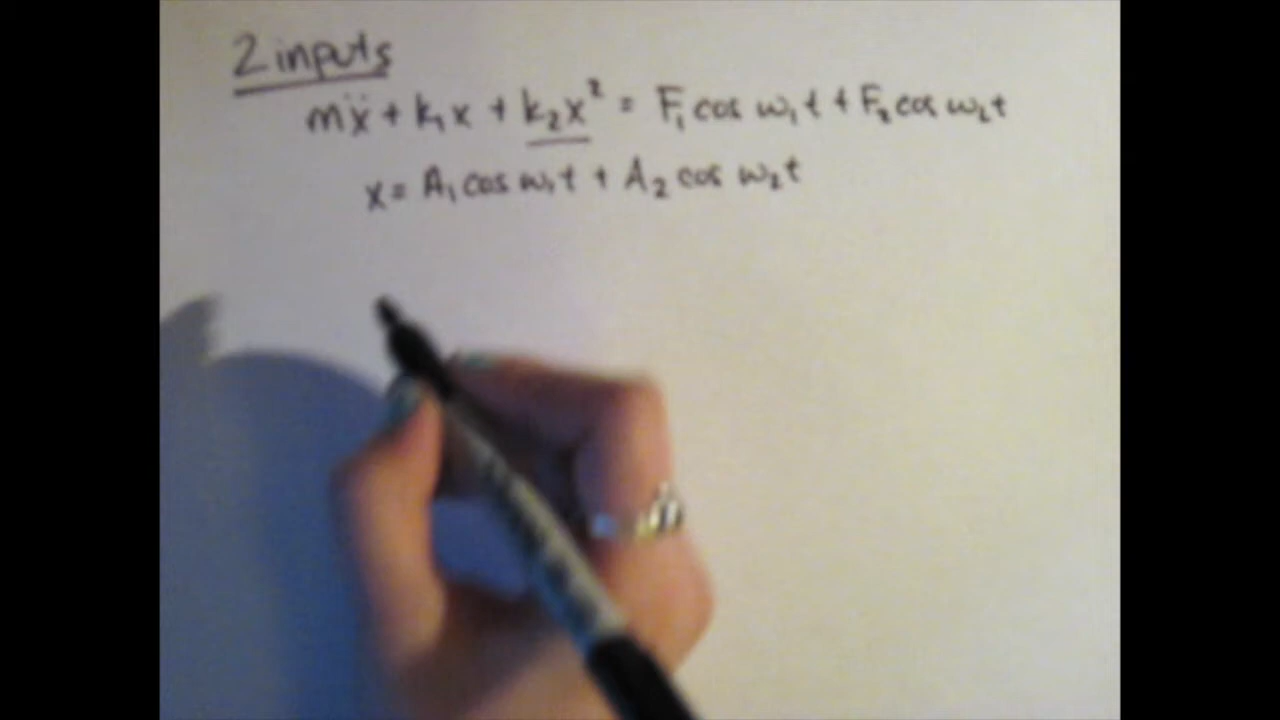 2 inputs
mẍ + k₁x + k₂x² = F₁ cos ω₁t + F₂ cos ω₂t
x = A₁ cos ω₁t + A₂ cos ω₂t